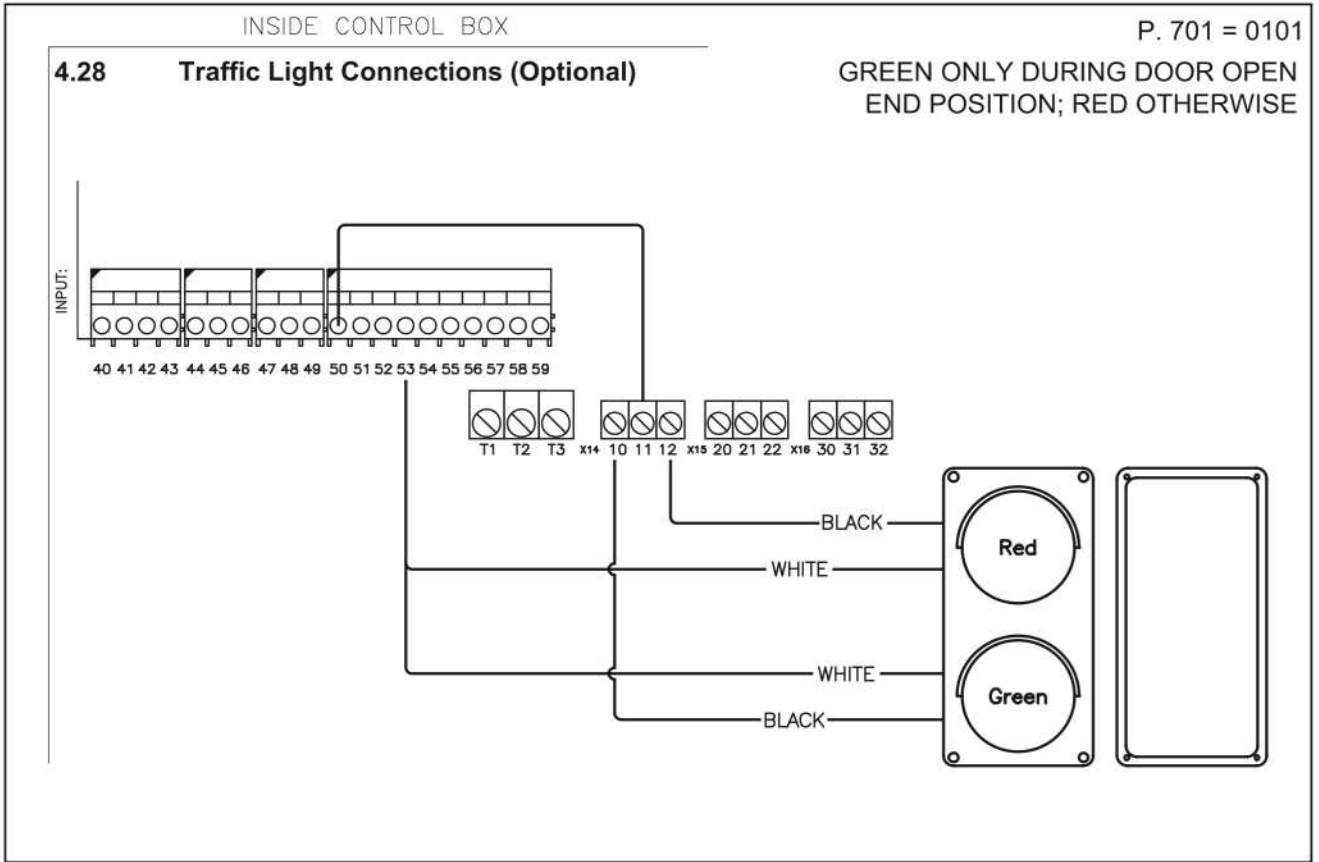 INSIDE CONTROL BOX
P. 701 = 0101
4.28 Traffic Light Connections (Optional)
GREEN ONLY DURING DOOR OPEN
END POSITION; RED OTHERWISE
INPUT:
40 41 42 43 44 45 46 47 48 49 50 51 52 53 54 55 56 57 58 59
T1 T2 T3 X14 10 11 12 X15 20 21 22 X16 30 31 32
BLACK
Red
WHITE
WHITE
Green
BLACK